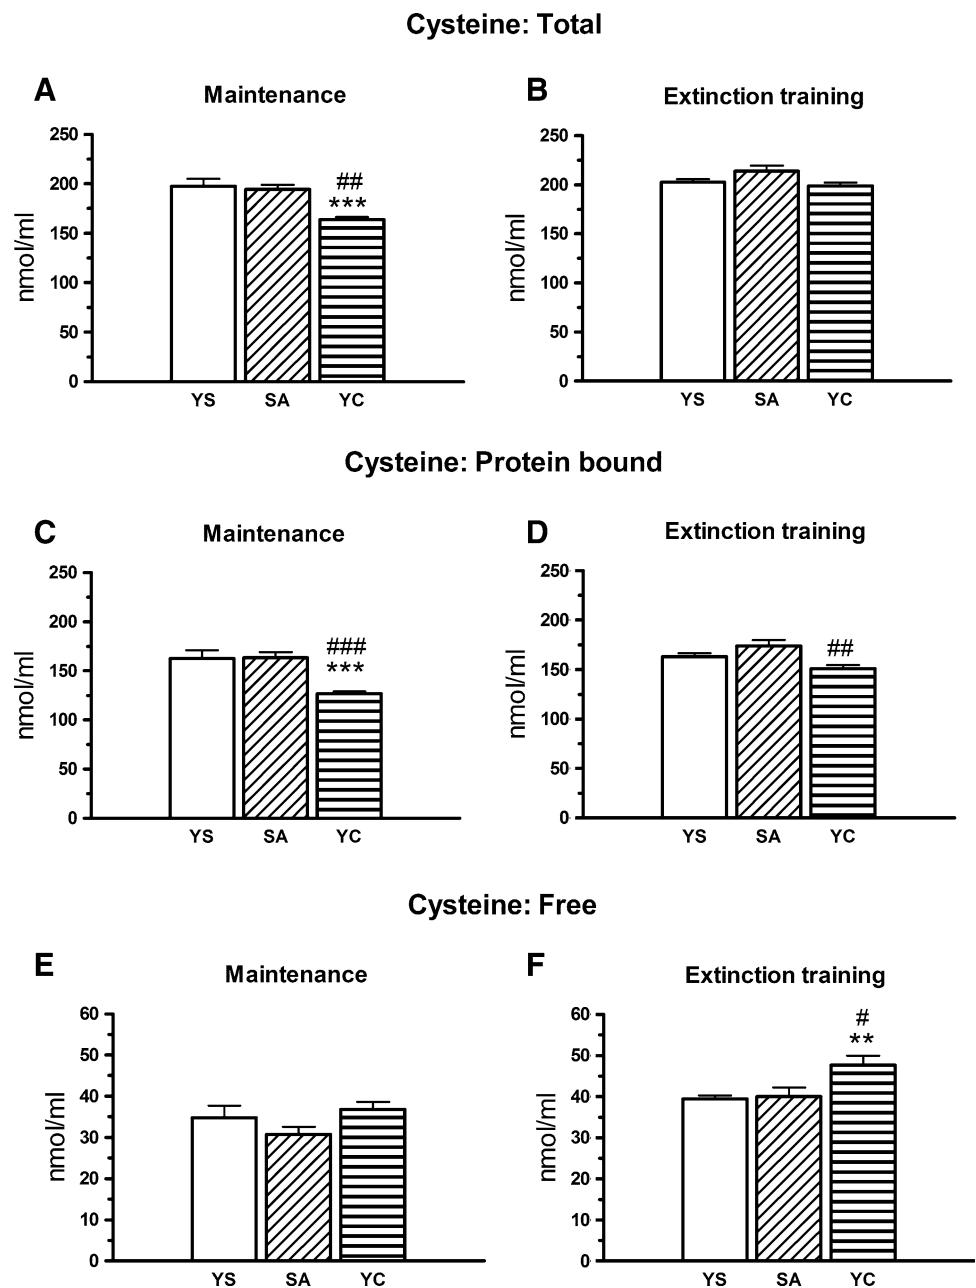 Cysteine: Total
A
Maintenance
250
200
150
100
50
0
nmol/ml
##
***
YS SA YC
B
Extinction training
250
200
150
100
50
0
nmol/ml
YS SA YC
Cysteine: Protein bound
C
Maintenance
250
200
150
100
50
0
nmol/ml
###
***
YS SA YC
D
Extinction training
250
200
150
100
50
0
nmol/ml
##
YS SA YC
Cysteine: Free
E
Maintenance
60
50
40
30
20
10
0
nmol/ml
YS SA YC
F
Extinction training
60
50
40
30
20
10
0
nmol/ml
#
**
YS SA YC